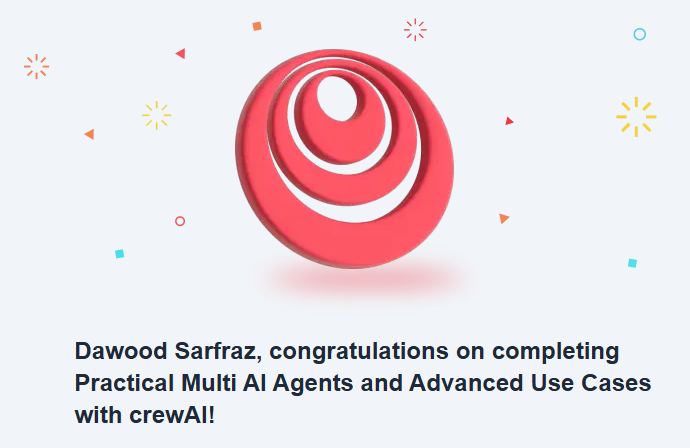 Dawood Sarfraz, congratulations on completing
Practical Multi AI Agents and Advanced Use Cases
with crewAI!